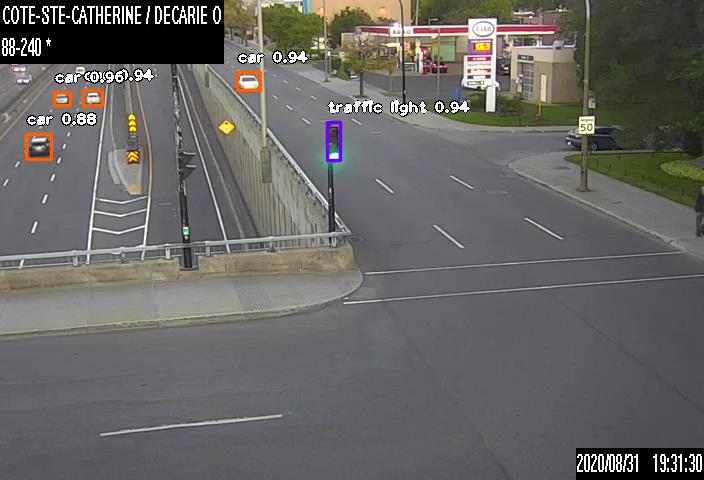 COTE-STE-CATHERINE / DECARIE O
88-240 *
car 0.94
car 0.96
0.94
traffic light 0.94
car 0.88
Esso
50
2020/08/31 19:31:30